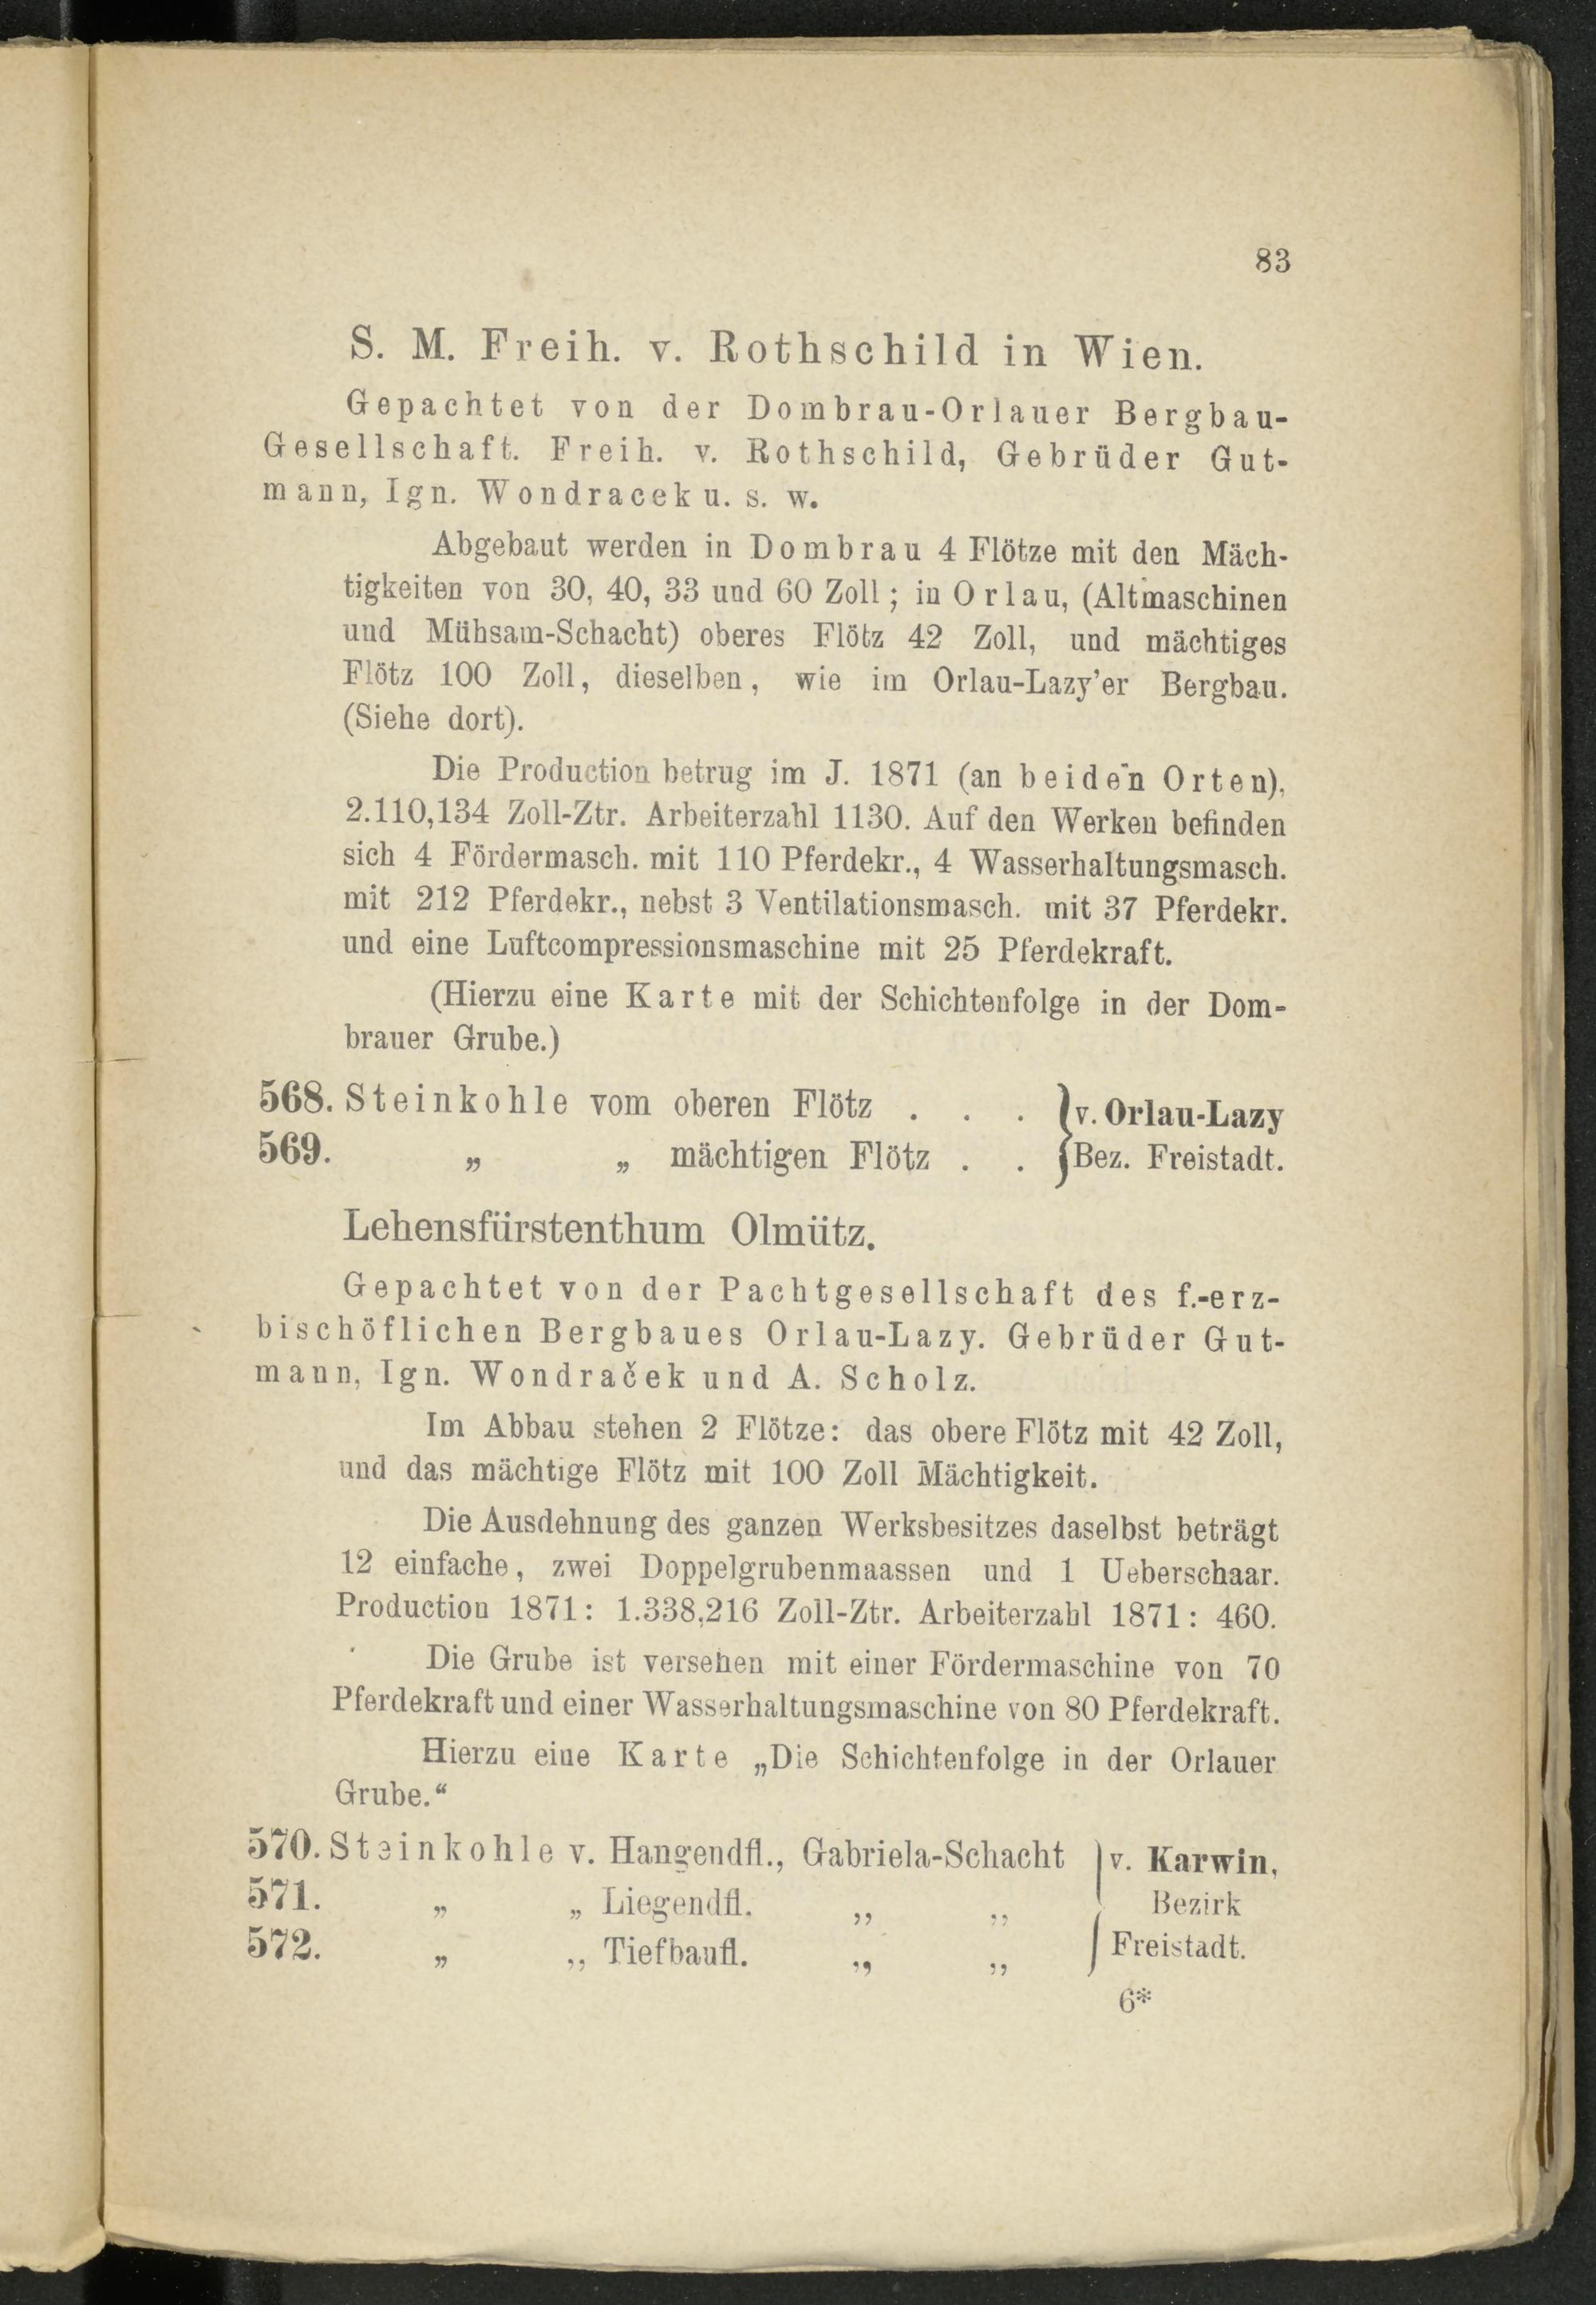 83
S. M. Freih. v. Rothschild in Wien.
Gepachtet von der Dombrau-Orlauer Bergbau-
Gesellschaft. Freih. v. Rothschild, Gebrüder Gut-
mann, Ign. Wondracek u. s. w.
Abgebaut werden in Dombrau 4 Flötze mit den Mäch-
tigkeiten von 30, 40, 33 und 60 Zoll; in Orlau, (Altmaschinen
und Mühsam-Schacht) oberes Flötz 42 Zoll, und mächtiges
Flötz 100 Zoll, dieselben, wie im Orlau-Lazy'er Bergbau.
(Siehe dort).
Die Production betrug im J. 1871 (an beiden Orten),
2.110,134 Zoll-Ztr. Arbeiterzahl 1130. Auf den Werken befinden
sich 4 Fördermasch. mit 110 Pferdekr., 4 Wasserhaltungsmasch.
mit 212 Pferdekr., nebst 3 Ventilationsmasch. mit 37 Pferdekr.
und eine Luftcompressionsmaschine mit 25 Pferdekraft.
(Hierzu eine Karte mit der Schichtenfolge in der Dom-
brauer Grube.)
568. Steinkohle vom oberen Flötz . . . } v. Orlau-Lazy
569. „ „ mächtigen Flötz . . } Bez. Freistadt.
Lehensfürstenthum Olmütz.
Gepachtet von der Pachtgesellschaft des f.-erz-
bischöflichen Bergbaues Orlau-Lazy. Gebrüder Gut-
mann, Ign. Wondraček und A. Scholz.
Im Abbau stehen 2 Flötze: das obere Flötz mit 42 Zoll,
und das mächtige Flötz mit 100 Zoll Mächtigkeit.
Die Ausdehnung des ganzen Werksbesitzes daselbst beträgt
12 einfache, zwei Doppelgrubenmaassen und 1 Ueberschaar.
Production 1871: 1.338,216 Zoll-Ztr. Arbeiterzahl 1871: 460.
Die Grube ist versehen mit einer Fördermaschine von 70
Pferdekraft und einer Wasserhaltungsmaschine von 80 Pferdekraft.
Hierzu eine Karte „Die Schichtenfolge in der Orlauer
Grube.“
570. Steinkohle v. Hangendfl., Gabriela-Schacht } v. Karwin,
571. „ „ Liegendfl. „ „ Bezirk
572. „ „ Tiefbaufl. „ „ } Freistadt.
6*